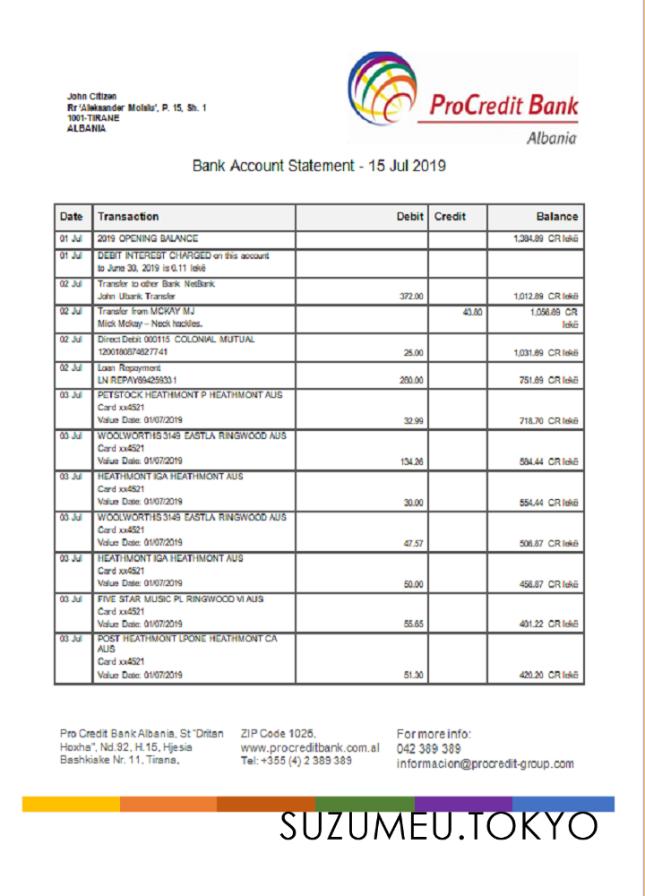 John Citizen
Rr 'Aleksander Moisiu', P. 15, Sh. 1
1001-TIRANE
ALBANIA
ProCredit Bank
Albania
Bank Account Statement - 15 Jul 2019
Date Transaction Debit Credit Balance
01 Jul 2019 OPENING BALANCE 1,384.89 CR lekë
01 Jul DEBIT INTEREST CHARGED on this account
to June 30, 2019 is 0.11 lekë
02 Jul Transfer to other Bank NetBank
John Ubank Transfer 372.00 1,012.89 CR lekë
02 Jul Transfer from MCKAY MJ 43.80 1,056.69 CR
Mick Mckay – Neck hackles. lekë
02 Jul Direct Debit 000115 COLONIAL MUTUAL
1200180874827741 25.00 1,031.69 CR lekë
02 Jul Loan Repayment
LN REPAY694259331 280.00 751.69 CR lekë
03 Jul PETSTOCK HEATHMONT P HEATHMONT AUS
Card xx4521
Value Date: 01/07/2019 32.99 718.70 CR lekë
03 Jul WOOLWORTHS 3149 EASTLA RINGWOOD AUS
Card xx4521
Value Date: 01/07/2019 134.26 584.44 CR lekë
03 Jul HEATHMONT IGA HEATHMONT AUS
Card xx4521
Value Date: 01/07/2019 30.00 554.44 CR lekë
03 Jul WOOLWORTHS 3149 EASTLA RINGWOOD AUS
Card xx4521
Value Date: 01/07/2019 47.57 506.87 CR lekë
03 Jul HEATHMONT IGA HEATHMONT AUS
Card xx4521
Value Date: 01/07/2019 50.00 456.87 CR lekë
03 Jul FIVE STAR MUSIC PL RINGWOOD VI AUS
Card xx4521
Value Date: 01/07/2019 55.65 401.22 CR lekë
03 Jul POST HEATHMONT LPONE HEATHMONT CA
AUS
Card xx4521
Value Date: 01/07/2019 51.30 420.20 CR lekë
Pro Credit Bank Albania, St "Dritan
Hoxha", Nd.92, H.15, Hjesia
Bashkiake Nr. 11, Tirana,
ZIP Code 1026,
www.procreditbank.com.al
Tel: +355 (4) 2 389 389
For more info:
042 389 389
informacion@procredit-group.com
SUZUMEU.TOKYO